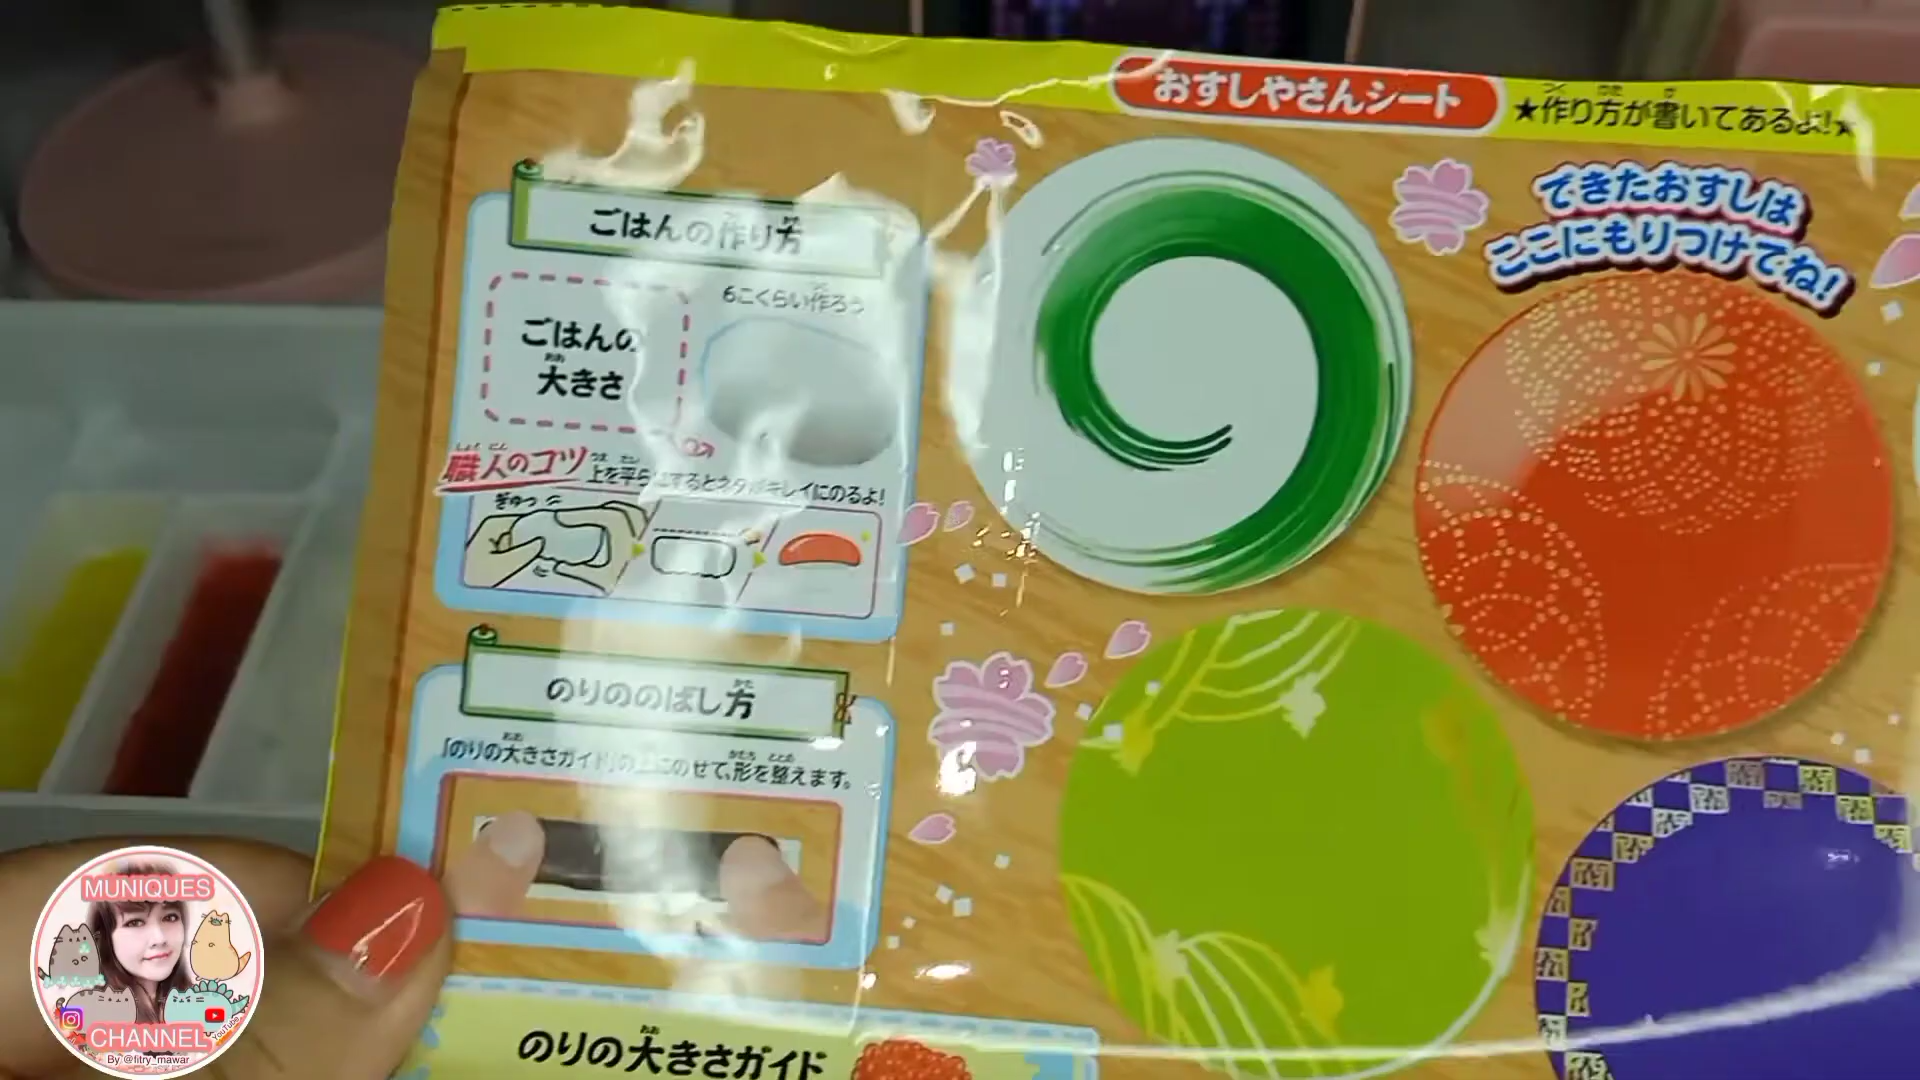 おすしやさんシート
★作り方が書いてあるよ!★
できたおすしは
ここにもりつけてね!
ごはんの作り方
6こくらい作ろう
ごはんの
大きさ
職人のコツ
上を平らにするとネタがキレイにのるよ!
ぎゅっ
のりののばし方
「のりの大きさガイド」の上にのせて、形を整えます。
のりの大きさガイド
MUNIQUES
CHANNEL
YouTube
By @fitry_mawar